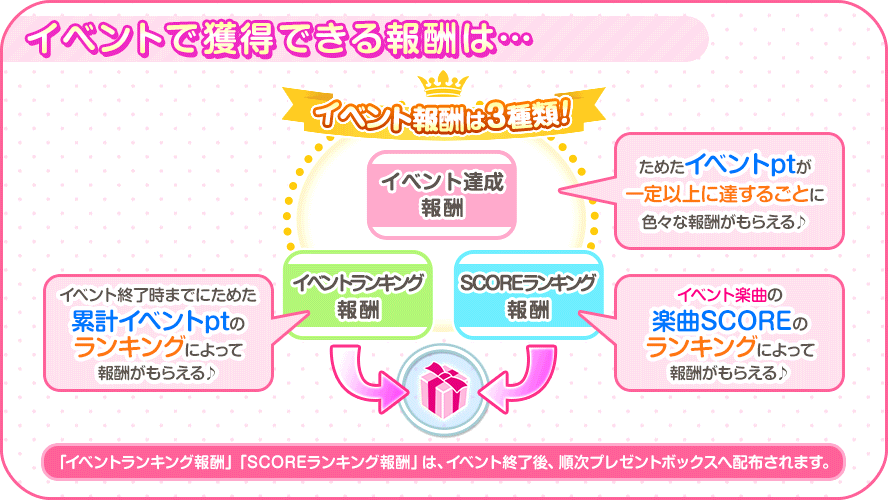 イベントで獲得できる報酬は…
イベント報酬は3種類!
イベント達成
報酬
ためたイベントptが
一定以上に達するごとに
色々な報酬がもらえる♪
イベントランキング
報酬
SCOREランキング
報酬
イベント終了時までにためた
累計イベントptの
ランキングによって
報酬がもらえる♪
イベント楽曲の
楽曲SCOREの
ランキングによって
報酬がもらえる♪
「イベントランキング報酬」「SCOREランキング報酬」は、イベント終了後、順次プレゼントボックスへ配布されます。